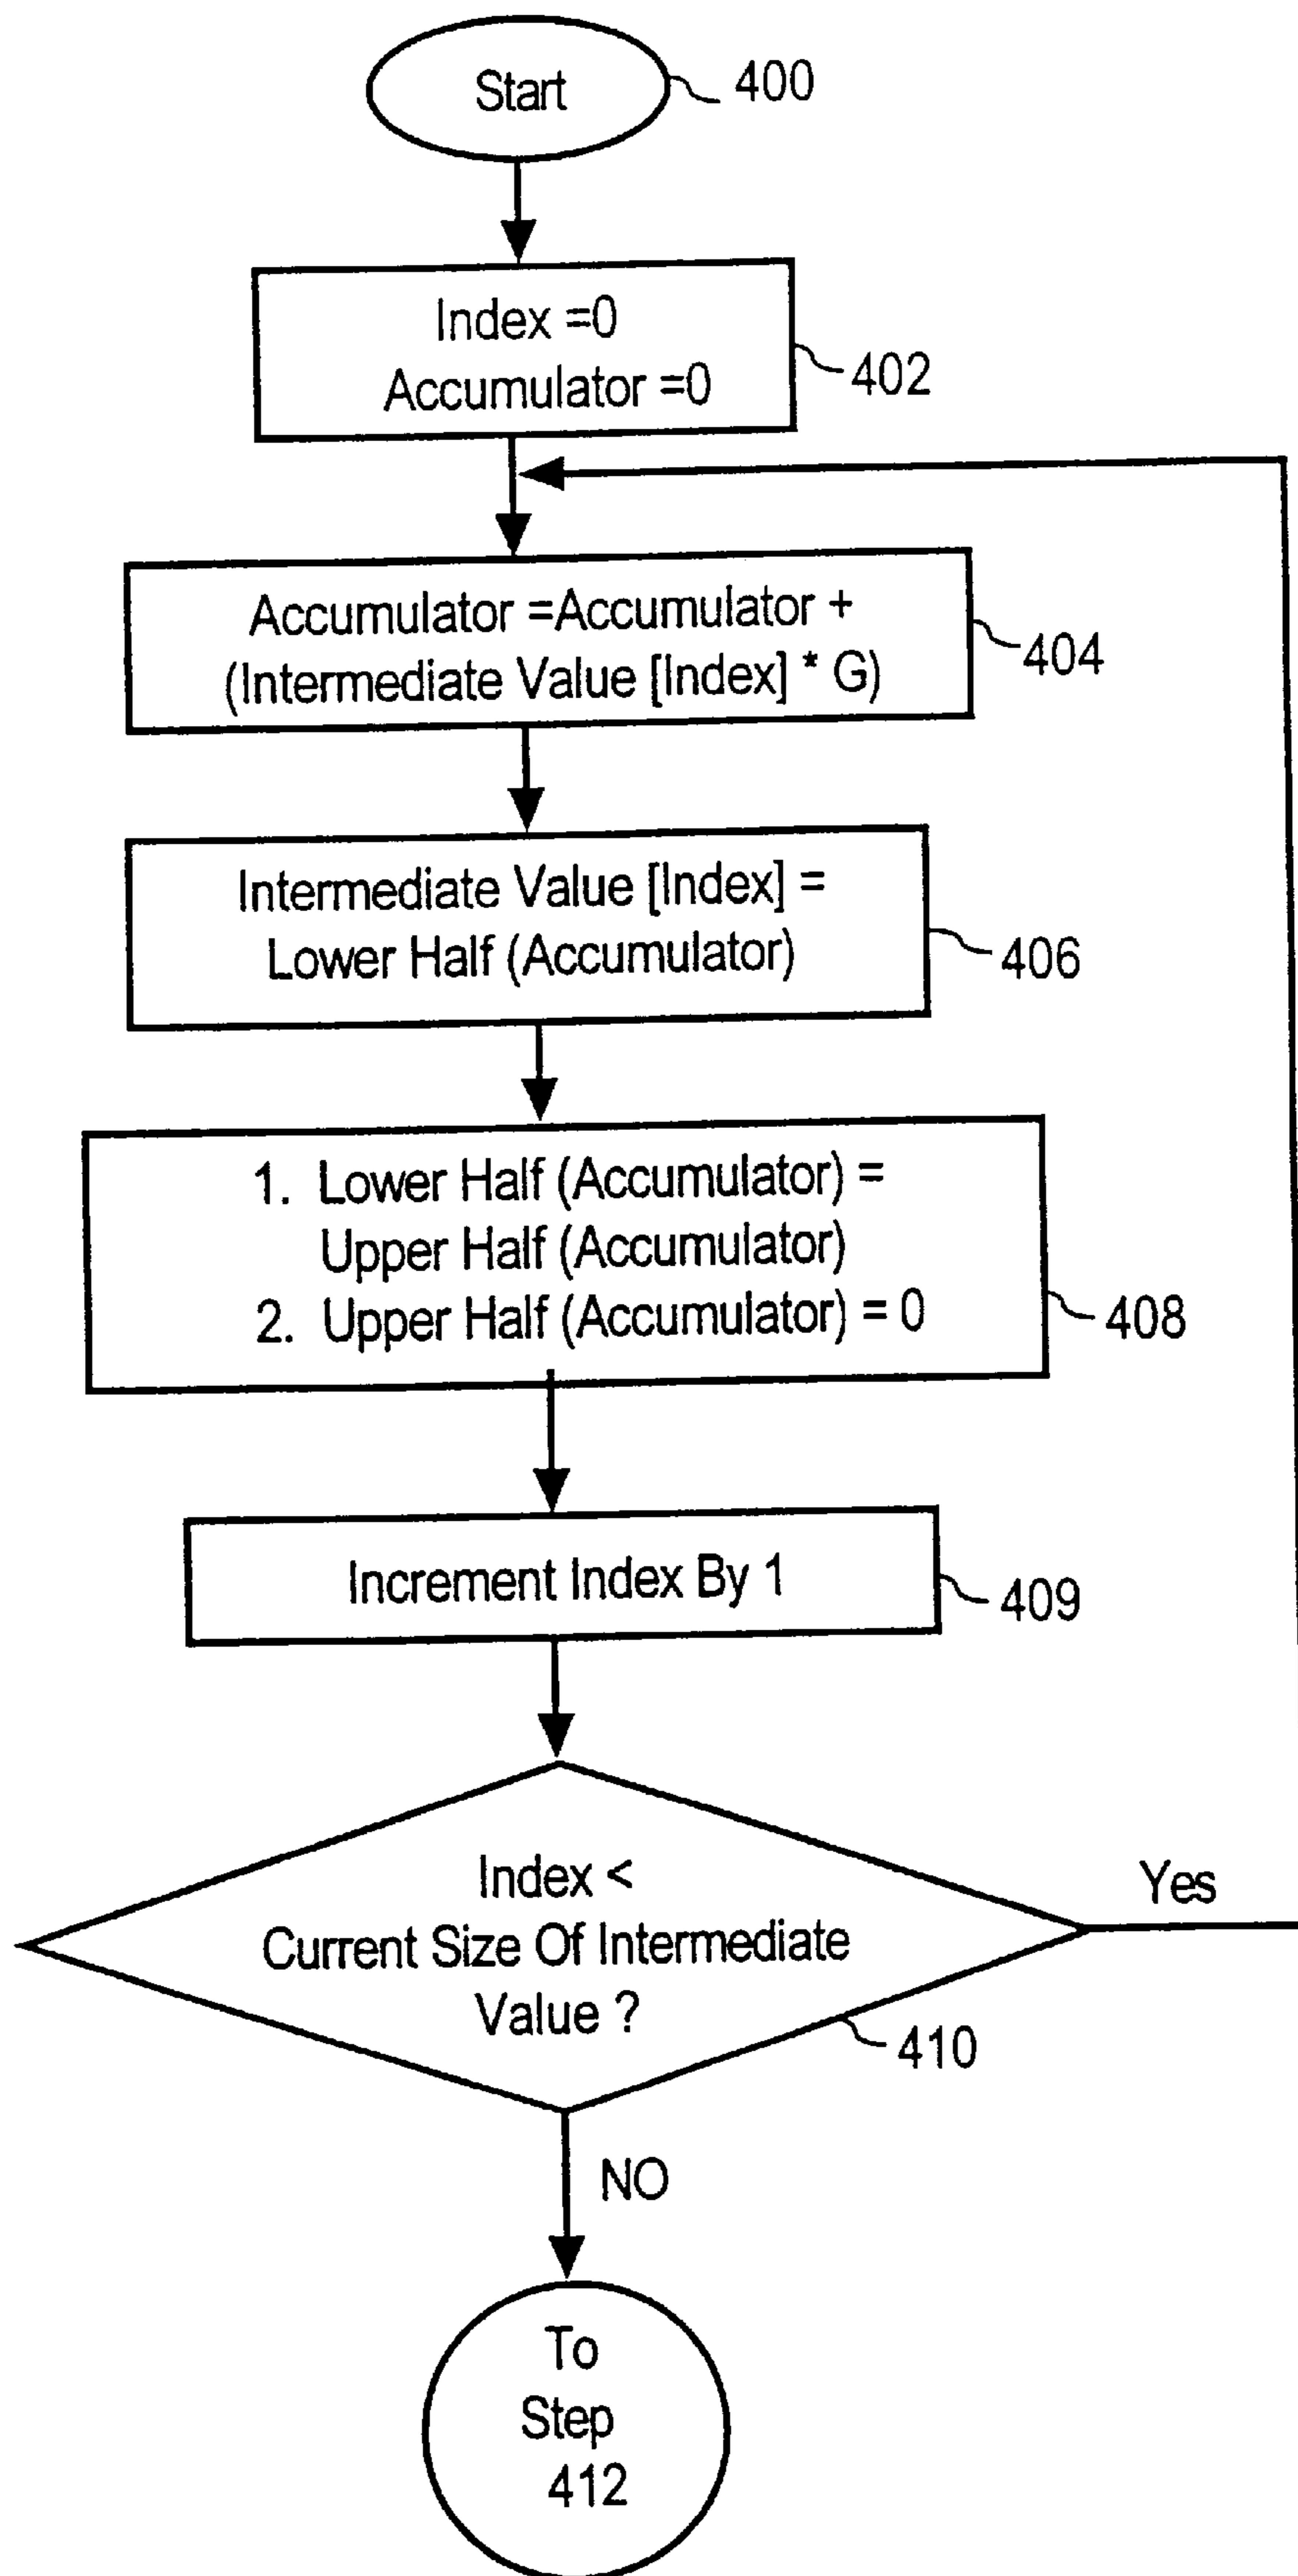 Start
400
Index =0
Accumulator =0
402
Accumulator =Accumulator +
(Intermediate Value [Index] * G)
404
Intermediate Value [Index] =
Lower Half (Accumulator)
406
1. Lower Half (Accumulator) =
Upper Half (Accumulator)
2. Upper Half (Accumulator) = 0
408
Increment Index By 1
409
Index <
Current Size Of Intermediate
Value ?
Yes
410
NO
To
Step
412